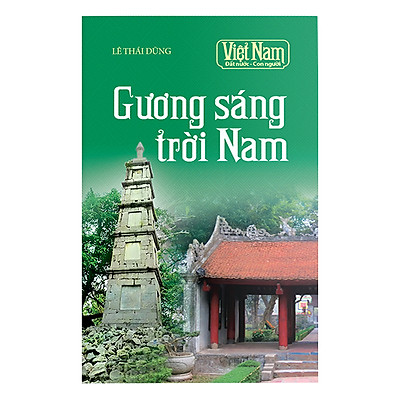 LÊ THÁI DŨNG
Việt Nam
Đất nước - Con người
Gương sáng
trời Nam